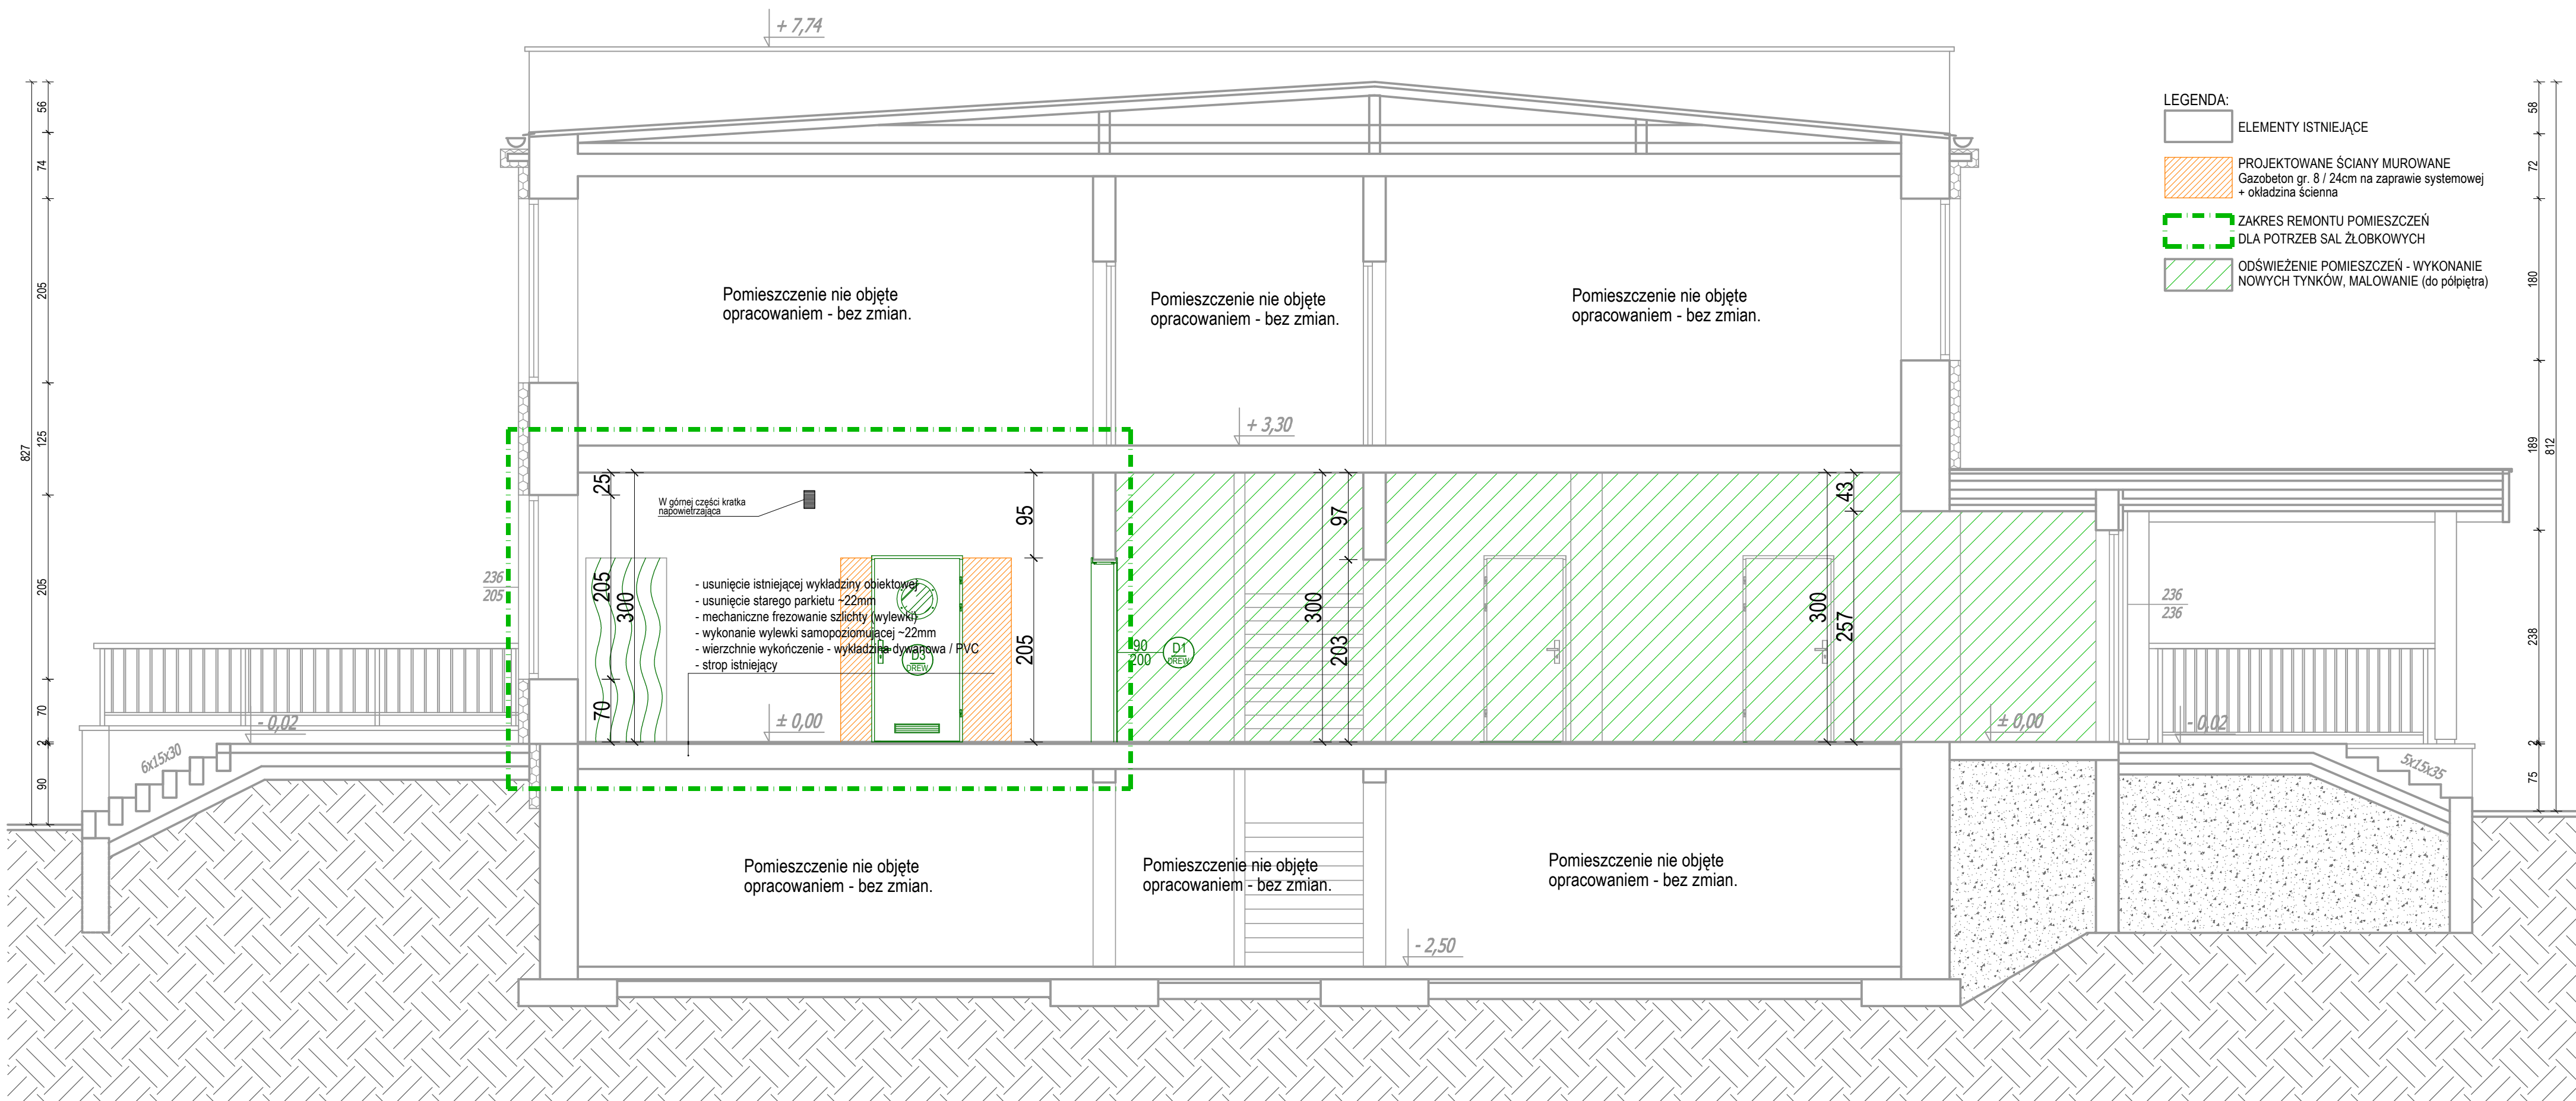 + 7,74
LEGENDA:
ELEMENTY ISTNIEJĄCE
PROJEKTOWANE ŚCIANY MUROWANE
Gazobeton gr. 8 / 24cm na zaprawie systemowej
+ okładzina ścienna
ZAKRES REMONTU POMIESZCZEŃ
DLA POTRZEB SAL ŻŁOBKOWYCH
ODŚWIEŻENIE POMIESZCZEŃ - WYKONANIE
NOWYCH TYNKÓW, MALOWANIE (do półpiętra)
827
56
74
205
125
205
70
2
90
Pomieszczenie nie objęte
opracowaniem - bez zmian.
Pomieszczenie nie objęte
opracowaniem - bez zmian.
Pomieszczenie nie objęte
opracowaniem - bez zmian.
+ 3,30
25
205
70
300
W górnej części kratka
napowietrzająca
95
205
- usunięcie istniejącej wykładziny obiektowej
- usunięcie starego parkietu ~22mm
- mechaniczne frezowanie szlichty (wylewki)
- wykonanie wylewki samopoziomującej ~22mm
- wierzchnie wykończenie - wykładzina dywanowa / PVC
- strop istniejący
D3
DREW
90
200
D1
DREW
300
97
203
300
43
257
236
205
236
236
- 0,02
± 0,00
± 0,00
- 0,02
6x15x30
5x15x35
Pomieszczenie nie objęte
opracowaniem - bez zmian.
Pomieszczenie nie objęte
opracowaniem - bez zmian.
Pomieszczenie nie objęte
opracowaniem - bez zmian.
- 2,50
58
72
180
189
238
2
75
812